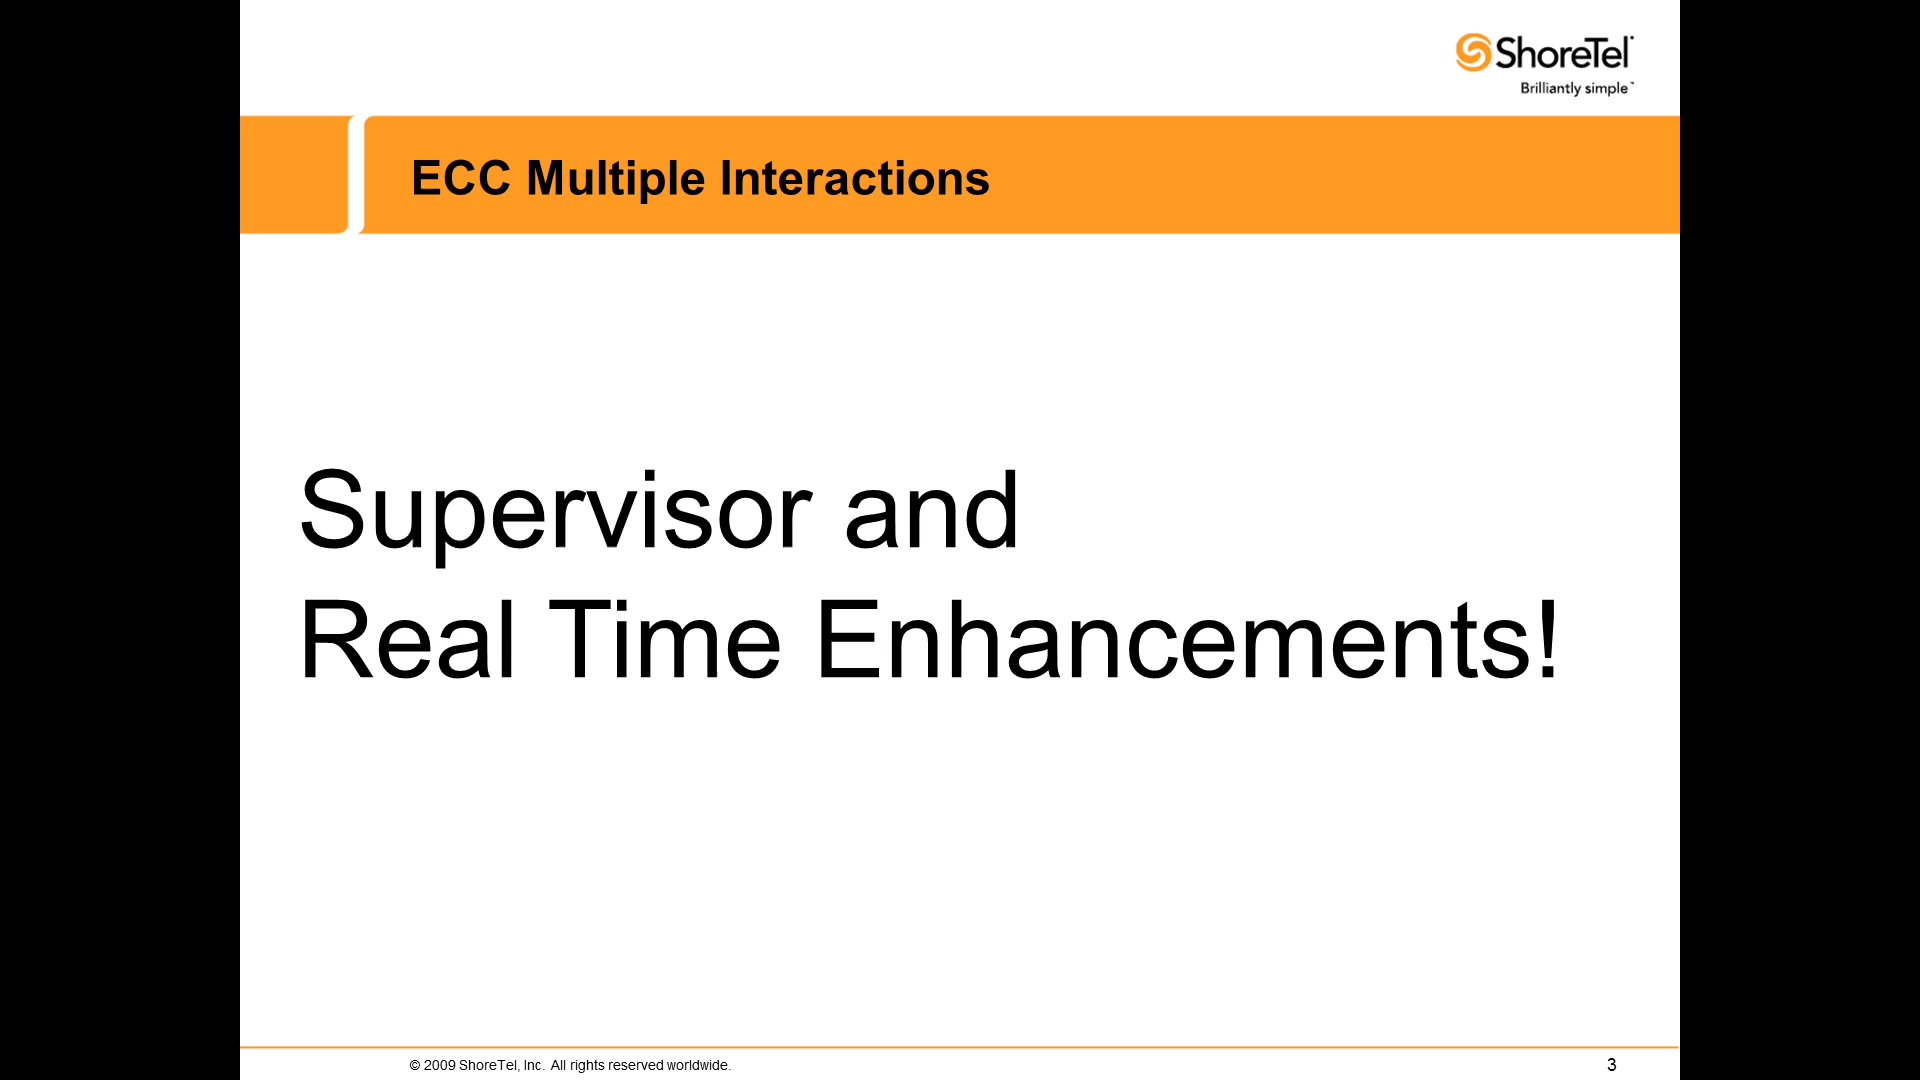 ShoreTel
Brilliantly simple™
ECC Multiple Interactions
Supervisor and
Real Time Enhancements!
© 2009 ShoreTel, Inc. All rights reserved worldwide.
3